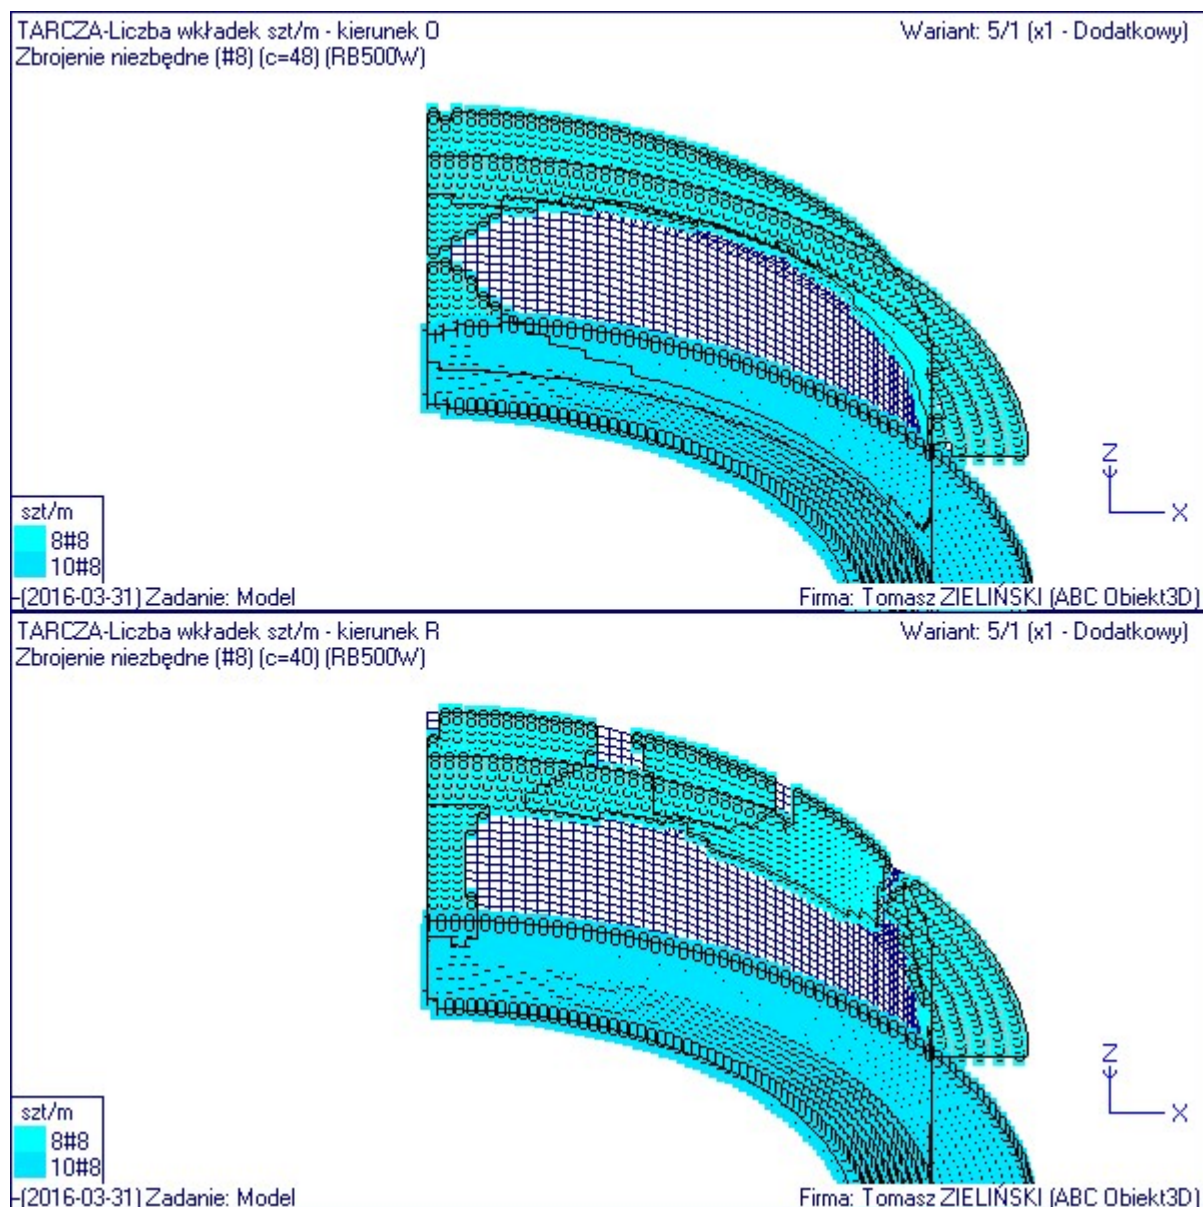 TARCZA-Liczba wkładek szt/m - kierunek O
Wariant: 5/1 (x1 - Dodatkowy)
Zbrojenie niezbędne (#8) (c=48) (RB500W)
Z
X
szt/m
8#8
10#8
-(2016-03-31) Zadanie: Model
Firma: Tomasz ZIELIŃSKI (ABC Obiekt3D)
TARCZA-Liczba wkładek szt/m - kierunek R
Wariant: 5/1 (x1 - Dodatkowy)
Zbrojenie niezbędne (#8) (c=40) (RB500W)
Z
X
szt/m
8#8
10#8
-(2016-03-31) Zadanie: Model
Firma: Tomasz ZIELIŃSKI (ABC Obiekt3D)